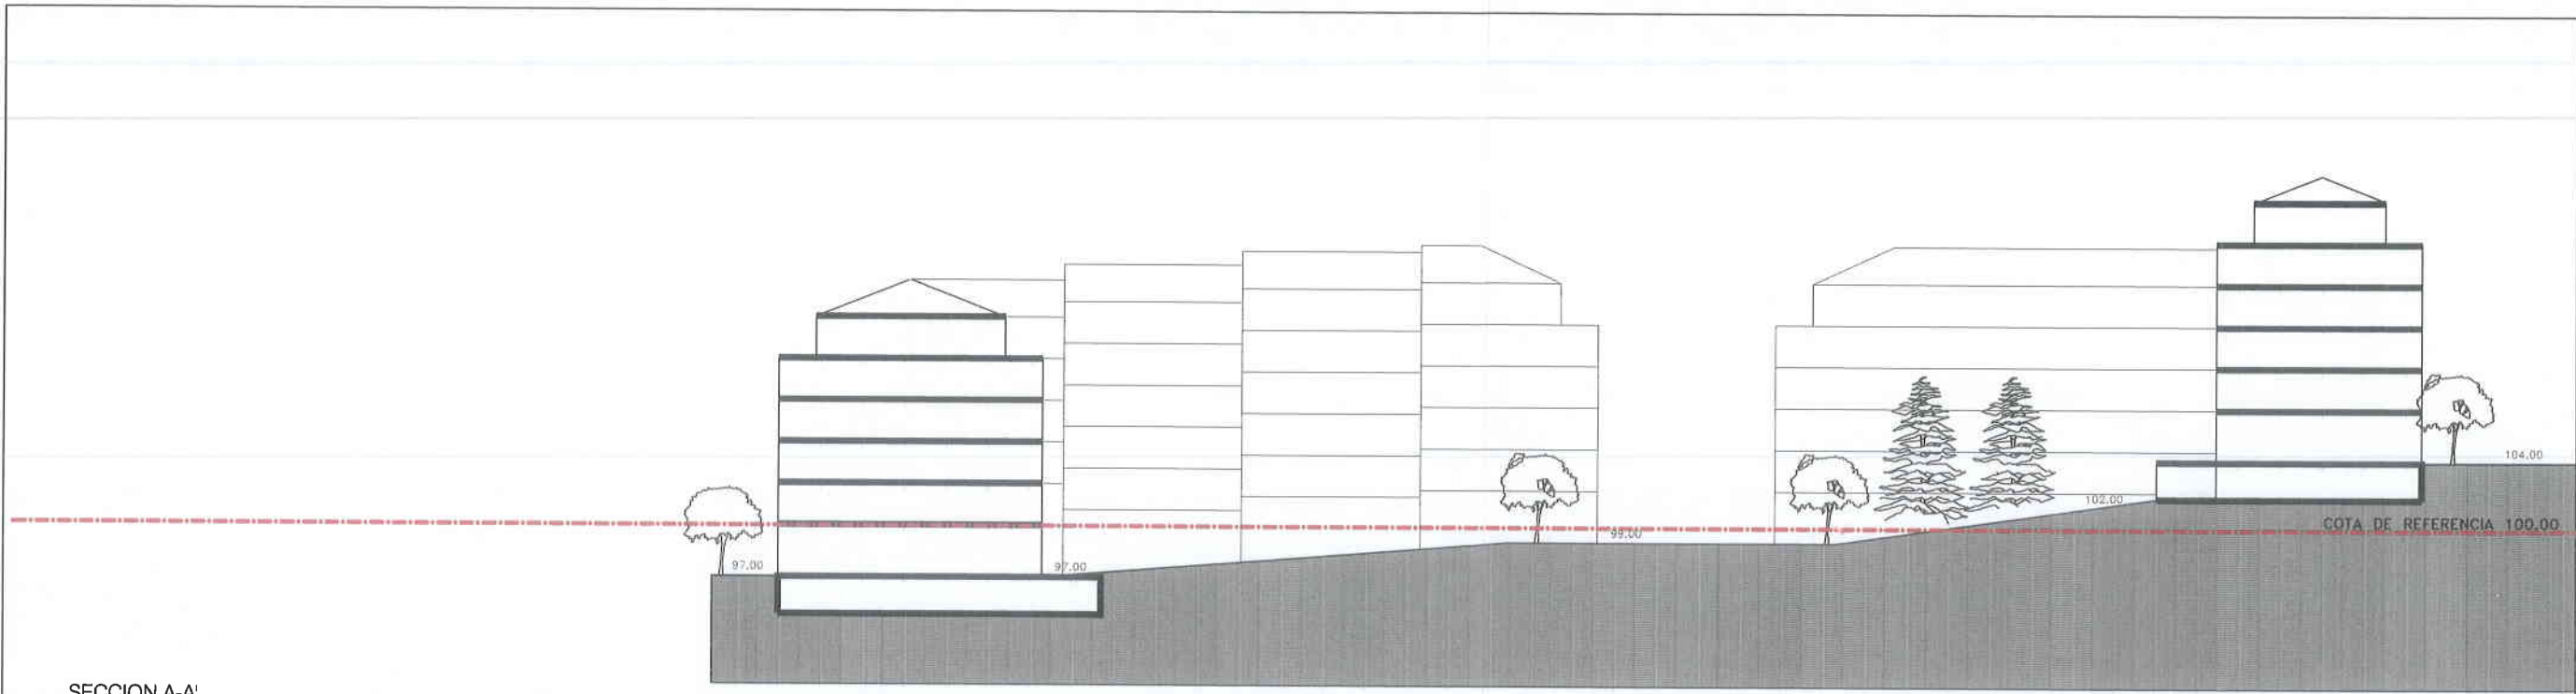 104.00
102.00
COTA DE REFERENCIA 100.00
99.00
97.00
97.00
SECCION A-A'